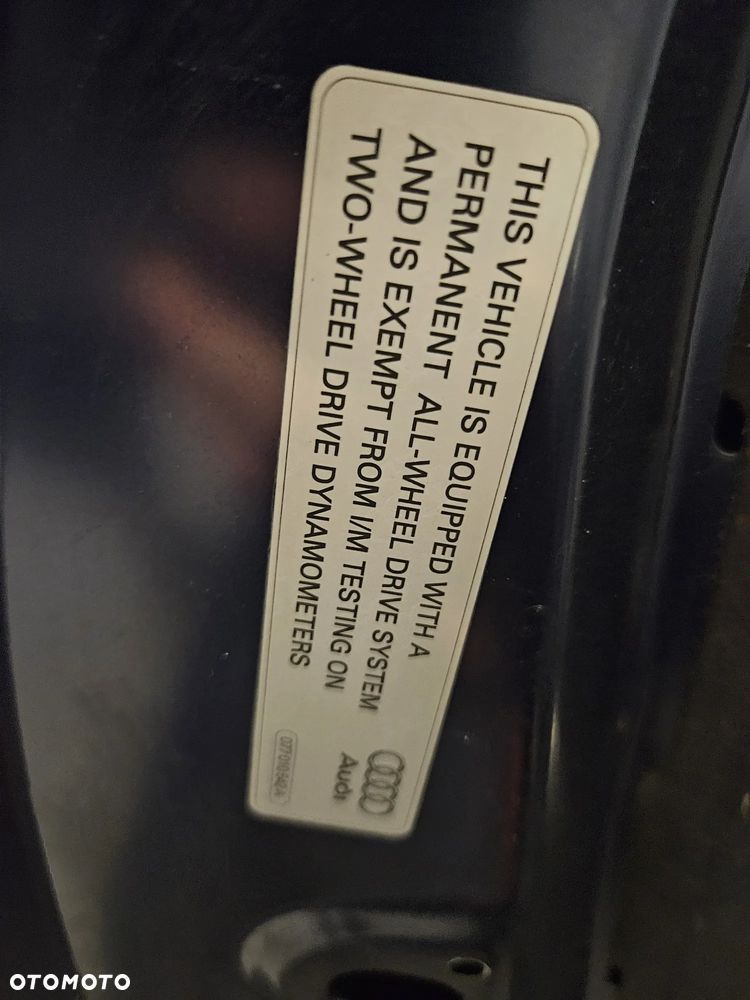 THIS VEHICLE IS EQUIPPED WITH A
PERMANENT ALL-WHEEL DRIVE SYSTEM
AND IS EXEMPT FROM I/M TESTING ON
TWO-WHEEL DRIVE DYNAMOMETERS
Audi
OTOMOTO